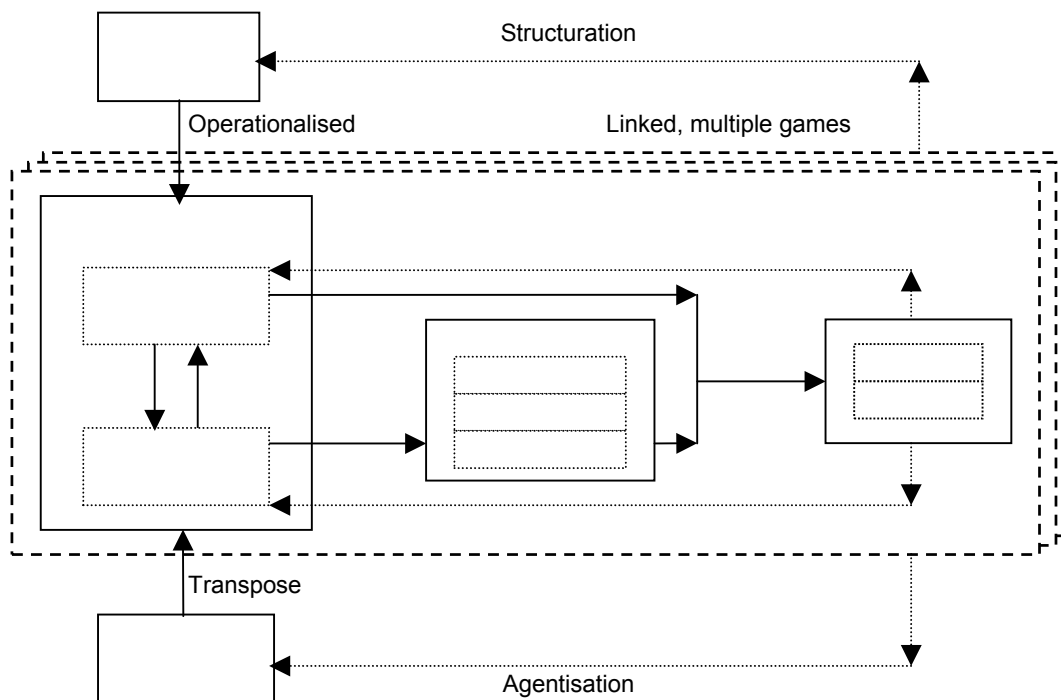 Structuration
Operationalised
Linked, multiple games
Transpose
Agentisation